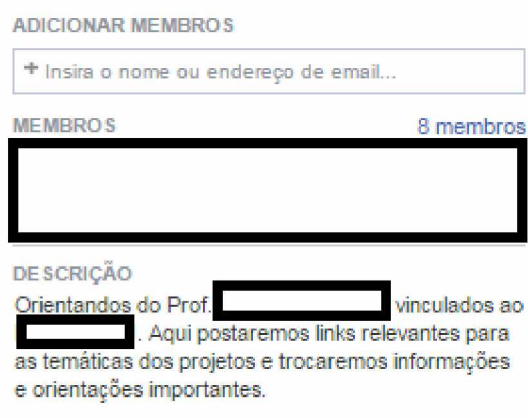 ADICIONAR MEMBROS
+ Insira o nome ou endereço de email...
MEMBROS 8 membros
DESCRIÇÃO
Orientandos do Prof. vinculados ao
. Aqui postaremos links relevantes para
as temáticas dos projetos e trocaremos informações
e orientações importantes.